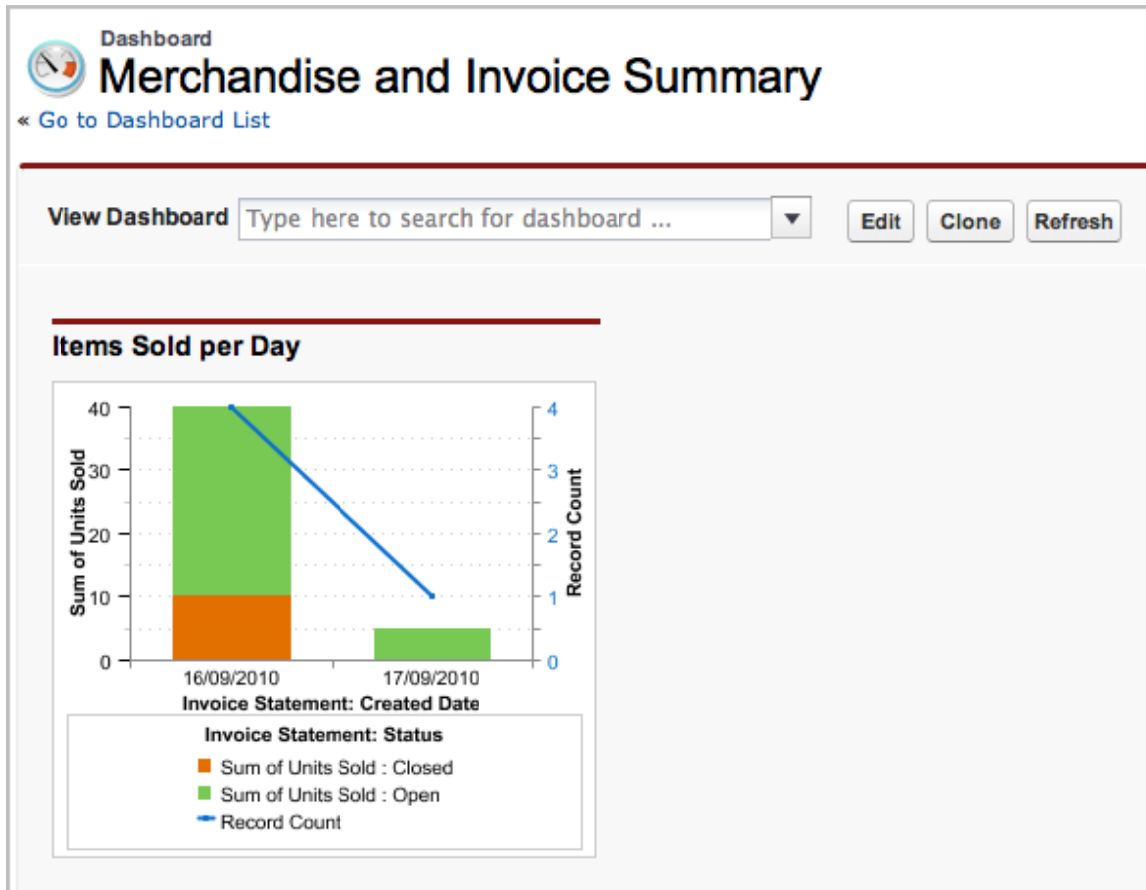 Dashboard
Merchandise and Invoice Summary
« Go to Dashboard List
View Dashboard Type here to search for dashboard ... Edit Clone Refresh
Items Sold per Day
Sum of Units Sold
40
30
20
10
0
4
3
2
1
0
Record Count
16/09/2010 17/09/2010
Invoice Statement: Created Date
Invoice Statement: Status
Sum of Units Sold : Closed
Sum of Units Sold : Open
Record Count